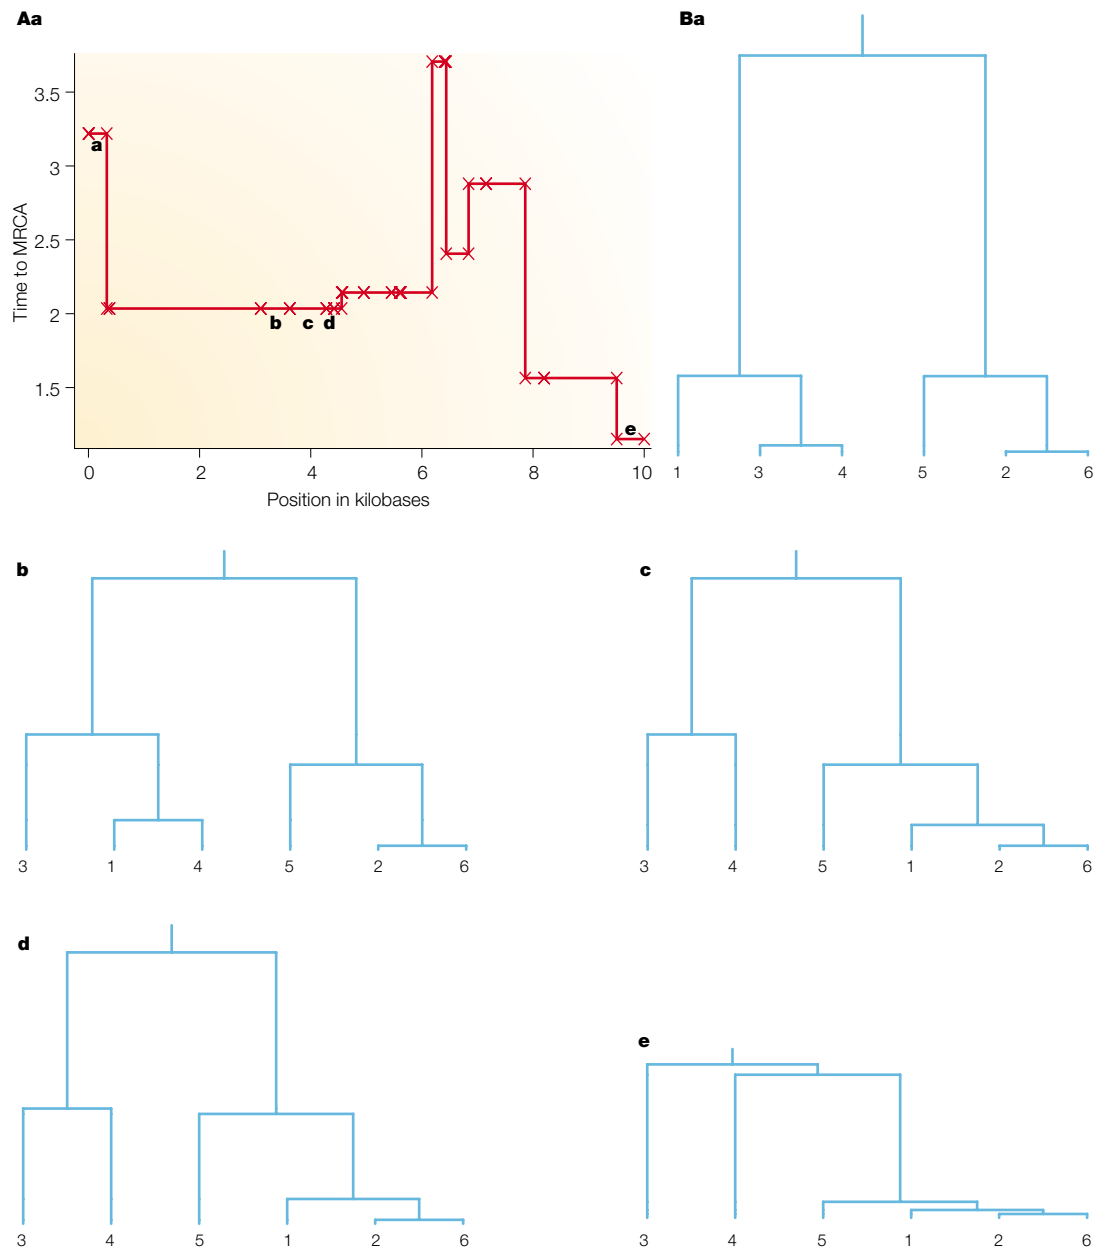 Aa
Ba
3.5
3
2.5
2
1.5
Time to MRCA
a
b c d
e
0 2 4 6 8 10
Position in kilobases
1 3 4 5 2 6
b
3 1 4 5 2 6
c
3 4 5 1 2 6
d
3 4 5 1 2 6
e
3 4 5 1 2 6